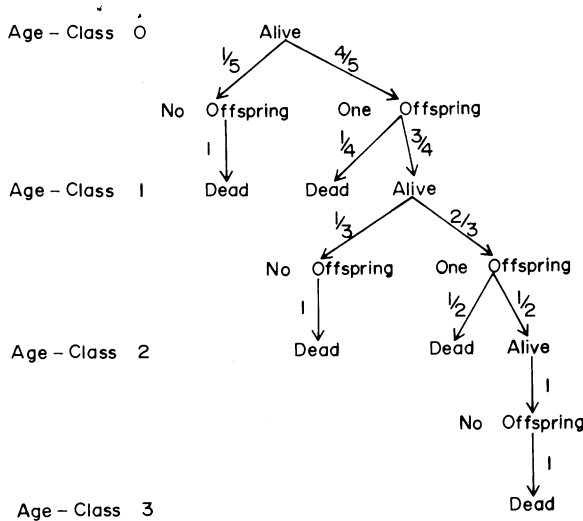 Age – Class 0 Alive
1/5 4/5
No Offspring One Offspring
1 1/4 3/4
Age – Class 1 Dead Dead Alive
1/3 2/3
No Offspring One Offspring
1 1/2 1/2
Age – Class 2 Dead Dead Alive
1
No Offspring
1
Age – Class 3 Dead